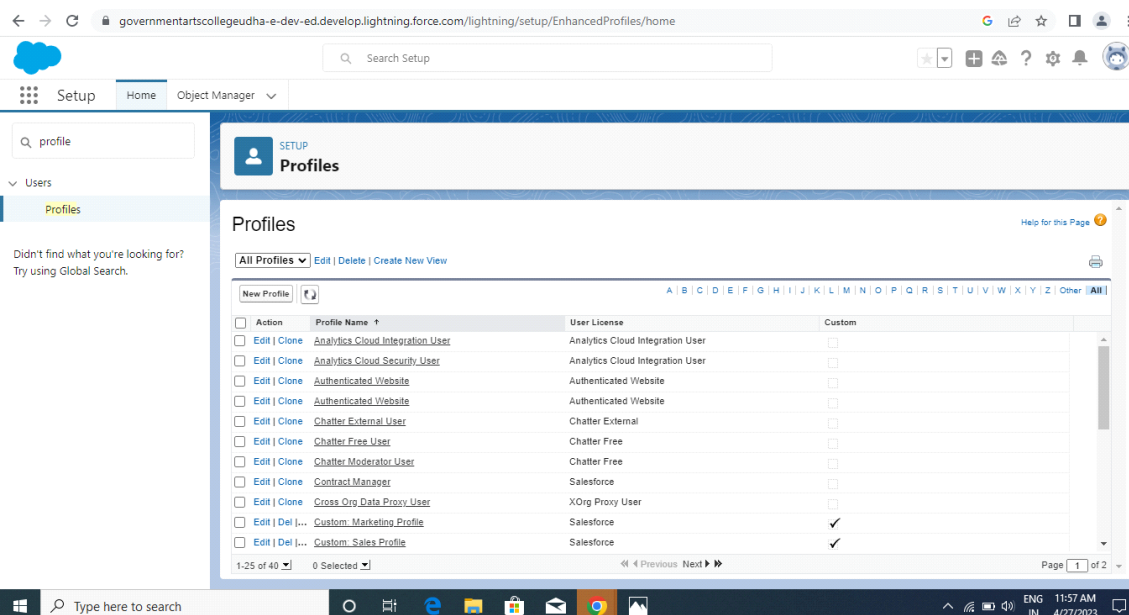 governmentartscollegeudha-e-dev-ed.develop.lightning.force.com/lightning/setup/EnhancedProfiles/home
Search Setup
Setup Home Object Manager
profile
Users
Profiles
Didn't find what you're looking for?
Try using Global Search.
SETUP
Profiles
Profiles
Help for this Page ?
All Profiles Edit | Delete | Create New View
New Profile A | B | C | D | E | F | G | H | I | J | K | L | M | N | O | P | Q | R | S | T | U | V | W | X | Y | Z | Other All |
Action Profile Name ↑ User License Custom
Edit | Clone Analytics Cloud Integration User Analytics Cloud Integration User
Edit | Clone Analytics Cloud Security User Analytics Cloud Integration User
Edit | Clone Authenticated Website Authenticated Website
Edit | Clone Authenticated Website Authenticated Website
Edit | Clone Chatter External User Chatter External
Edit | Clone Chatter Free User Chatter Free
Edit | Clone Chatter Moderator User Chatter Free
Edit | Clone Contract Manager Salesforce
Edit | Clone Cross Org Data Proxy User XOrg Proxy User
Edit | Del |... Custom: Marketing Profile Salesforce ✓
Edit | Del |... Custom: Sales Profile Salesforce ✓
1-25 of 40 0 Selected Previous Next Page 1 of 2
Type here to search
ENG 11:57 AM
IN 4/27/2023